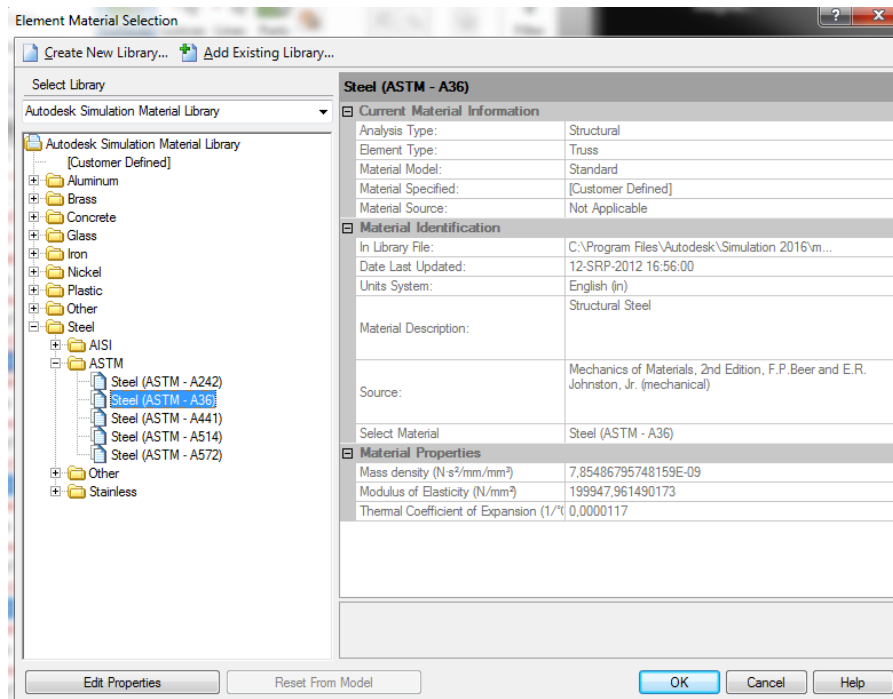 Element Material Selection
Create New Library... Add Existing Library...
Select Library
Autodesk Simulation Material Library
Autodesk Simulation Material Library
[Customer Defined]
Aluminum
Brass
Concrete
Glass
Iron
Nickel
Plastic
Other
Steel
AISI
ASTM
Steel (ASTM - A242)
Steel (ASTM - A36)
Steel (ASTM - A441)
Steel (ASTM - A514)
Steel (ASTM - A572)
Other
Stainless
Steel (ASTM - A36)
Current Material Information
Analysis Type: Structural
Element Type: Truss
Material Model: Standard
Material Specified: [Customer Defined]
Material Source: Not Applicable
Material Identification
In Library File: C:\Program Files\Autodesk\Simulation 2016\m...
Date Last Updated: 12-SRP-2012 16:56:00
Units System: English (in)
Material Description: Structural Steel
Source: Mechanics of Materials, 2nd Edition, F.P.Beer and E.R.
Johnston, Jr. (mechanical)
Select Material Steel (ASTM - A36)
Material Properties
Mass density (N·s²/mm/mm³) 7,85486795748159E-09
Modulus of Elasticity (N/mm²) 199947,961490173
Thermal Coefficient of Expansion (1/° 0,0000117
Edit Properties Reset From Model OK Cancel Help